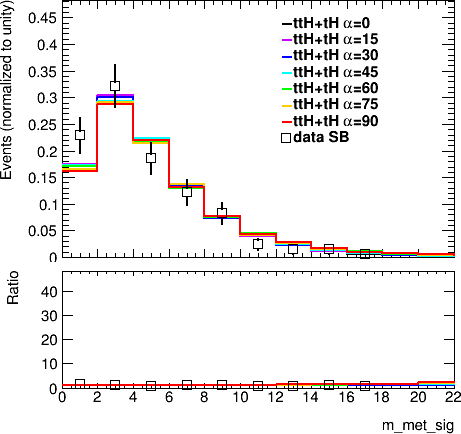 Events (normalized to unity)
0.45
0.4
0.35
0.3
0.25
0.2
0.15
0.1
0.05
0
ttH+tH α=0
ttH+tH α=15
ttH+tH α=30
ttH+tH α=45
ttH+tH α=60
ttH+tH α=75
ttH+tH α=90
data SB
Ratio
40
30
20
10
0
0 2 4 6 8 10 12 14 16 18 20 22
m_met_sig